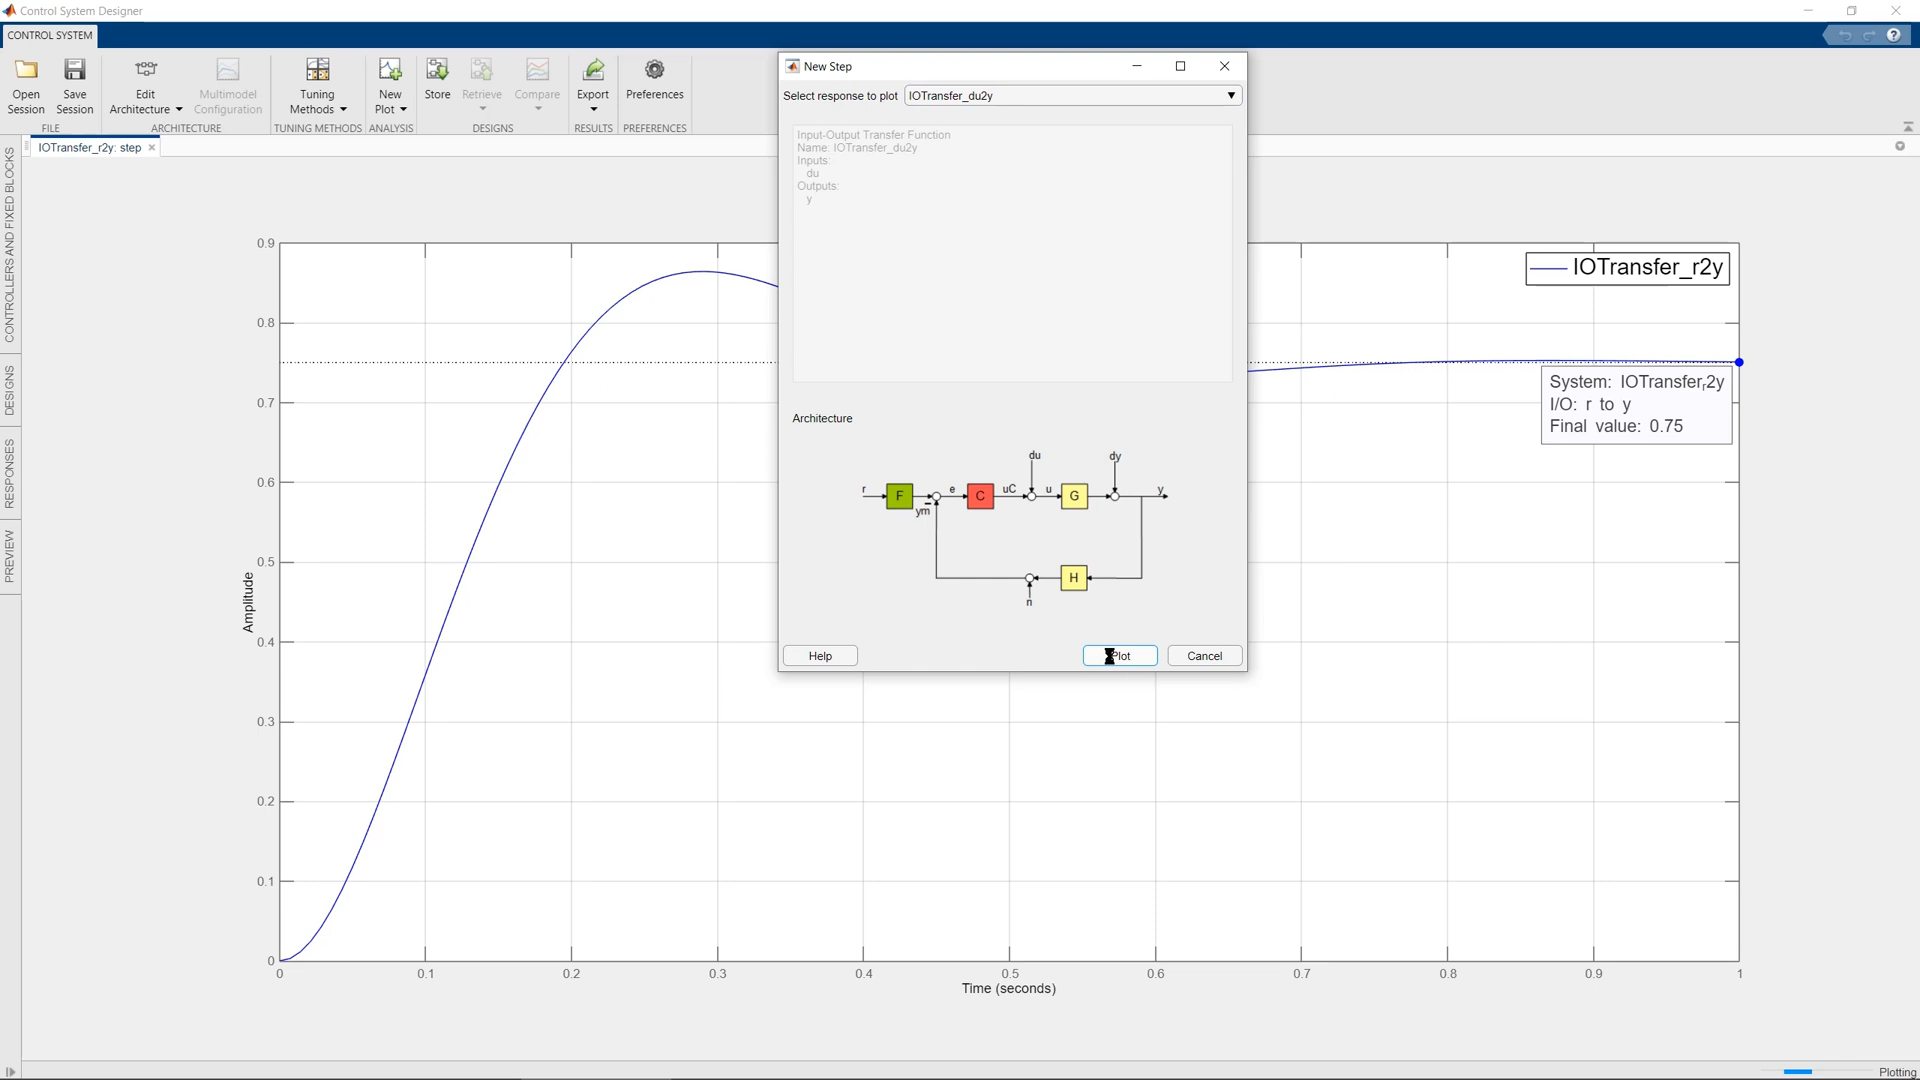 Control System Designer
CONTROL SYSTEM
Open Session
Save Session
Edit Architecture
Multimodel Configuration
Tuning Methods
New Plot
Store
Retrieve
Compare
Export
Preferences
FILE
ARCHITECTURE
TUNING METHODS
ANALYSIS
DESIGNS
RESULTS
PREFERENCES
IOTransfer_r2y: step
CONTROLLERS AND FIXED BLOCKS
DESIGNS
RESPONSES
PREVIEW
New Step
Select response to plot IOTransfer_du2y
Input-Output Transfer Function
Name: IOTransfer_du2y
Inputs:
du
Outputs:
y
Architecture
du
dy
r
F
e
C
uC
u
G
y
ym
H
n
Help
Plot
Cancel
IOTransfer_r2y
System: IOTransferr2y
I/O: r to y
Final value: 0.75
Amplitude
0.9
0.8
0.7
0.6
0.5
0.4
0.3
0.2
0.1
0
0 0.1 0.2 0.3 0.4 0.5 0.6 0.7 0.8 0.9 1
Time (seconds)
Plotting